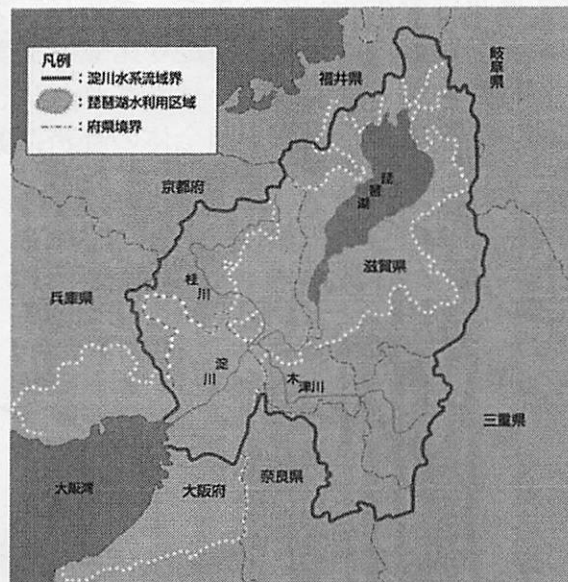 凡例
：淀川水系流域界
：琵琶湖水利用区域
：府県境界
福井県
岐阜県
京都府
琵琶湖
滋賀県
兵庫県
桂川
淀川
木津川
三重県
大阪湾
大阪府
奈良県